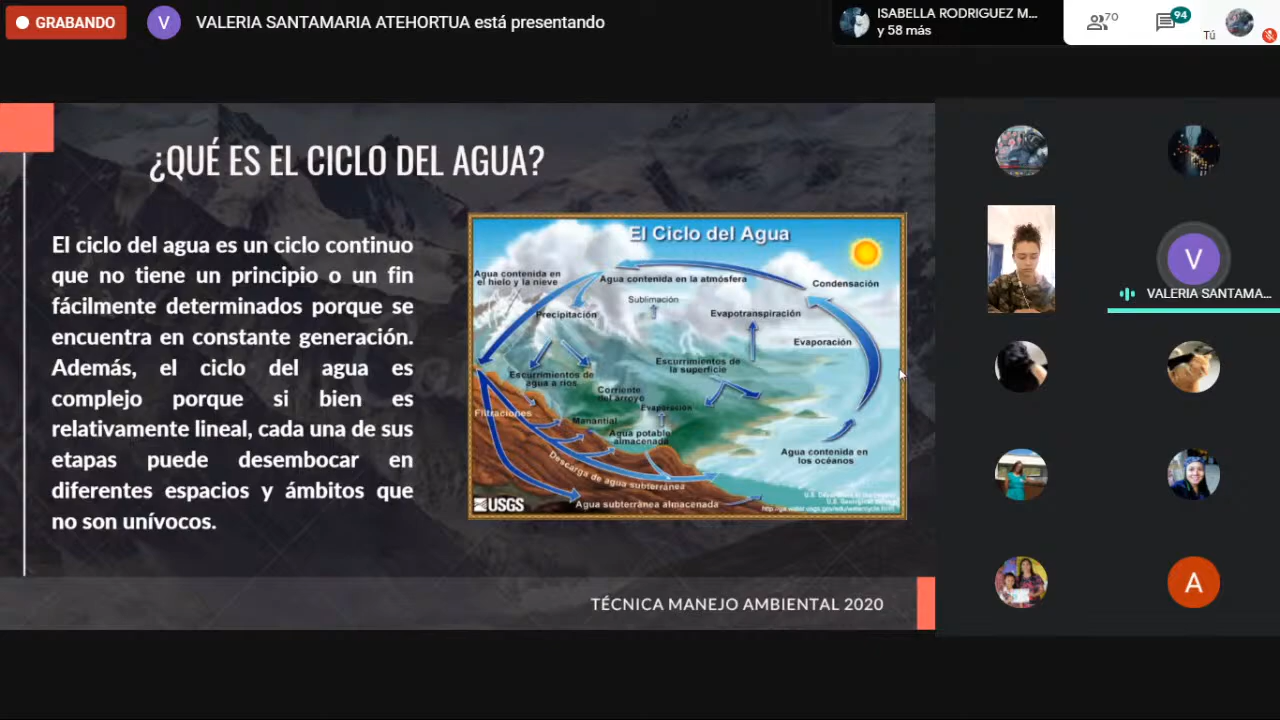 GRABANDO
V
VALERIA SANTAMARIA ATEHORTUA está presentando
ISABELLA RODRIGUEZ M...
y 58 más
70
94
Tú
¿QUÉ ES EL CICLO DEL AGUA?
El ciclo del agua es un ciclo continuo
que no tiene un principio o un fin
fácilmente determinados porque se
encuentra en constante generación.
Además, el ciclo del agua es
complejo porque si bien es
relativamente lineal, cada una de sus
etapas puede desembocar en
diferentes espacios y ámbitos que
no son unívocos.
El Ciclo del Agua
Agua contenida en
el hielo y la nieve
Agua contenida en la atmósfera
Condensación
Sublimación
Precipitación
Evapotranspiración
Evaporación
Escurrimientos de
la superficie
Escurrimientos de
agua a ríos
Corriente
del arroyo
Evaporación
Filtraciones
Manantial
Agua potable
almacenada
Agua contenida en
los océanos
Descarga de agua subterránea
Agua subterránea almacenada
USGS
TÉCNICA MANEJO AMBIENTAL 2020
V
VALERIA SANTAMA...
A